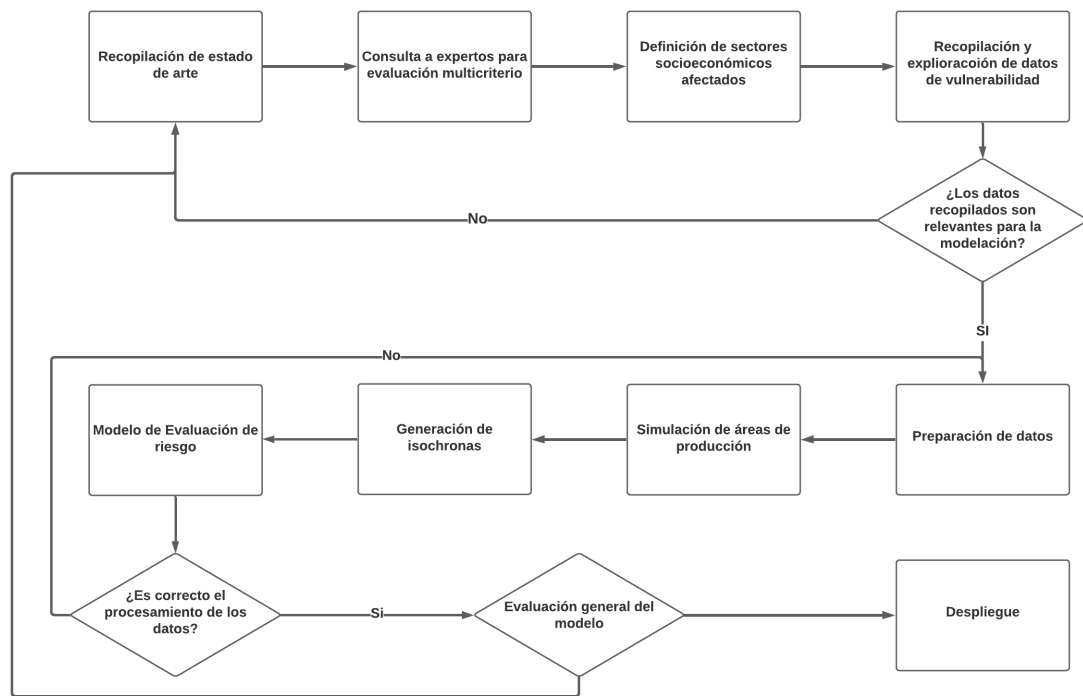 Recopilación de estado
de arte
Consulta a expertos para
evaluación multicriterio
Definición de sectores
socioeconómicos
afectados
Recopilación y
explioracoón de datos
de vulnerabilidad
¿Los datos
recopilados son
relevantes para la
modelación?
No
SI
No
Modelo de Evaluación de
riesgo
Generación de
isochronas
Simulación de áreas de
producción
Preparación de datos
¿Es correcto el
procesamiento de los
datos?
Si
Evaluación general del
modelo
Despliegue